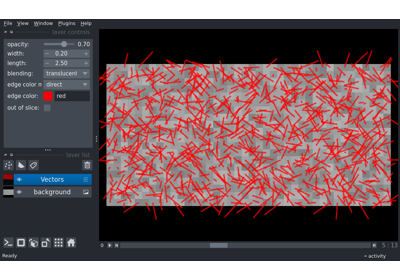 File View Window Plugins Help
layer controls
opacity: 0.70
width: 0.20
length: 2.50
blending: translucent
edge color m direct
edge color: red
out of slice:
layer list
Vectors
background
0
5 13
Ready
activity